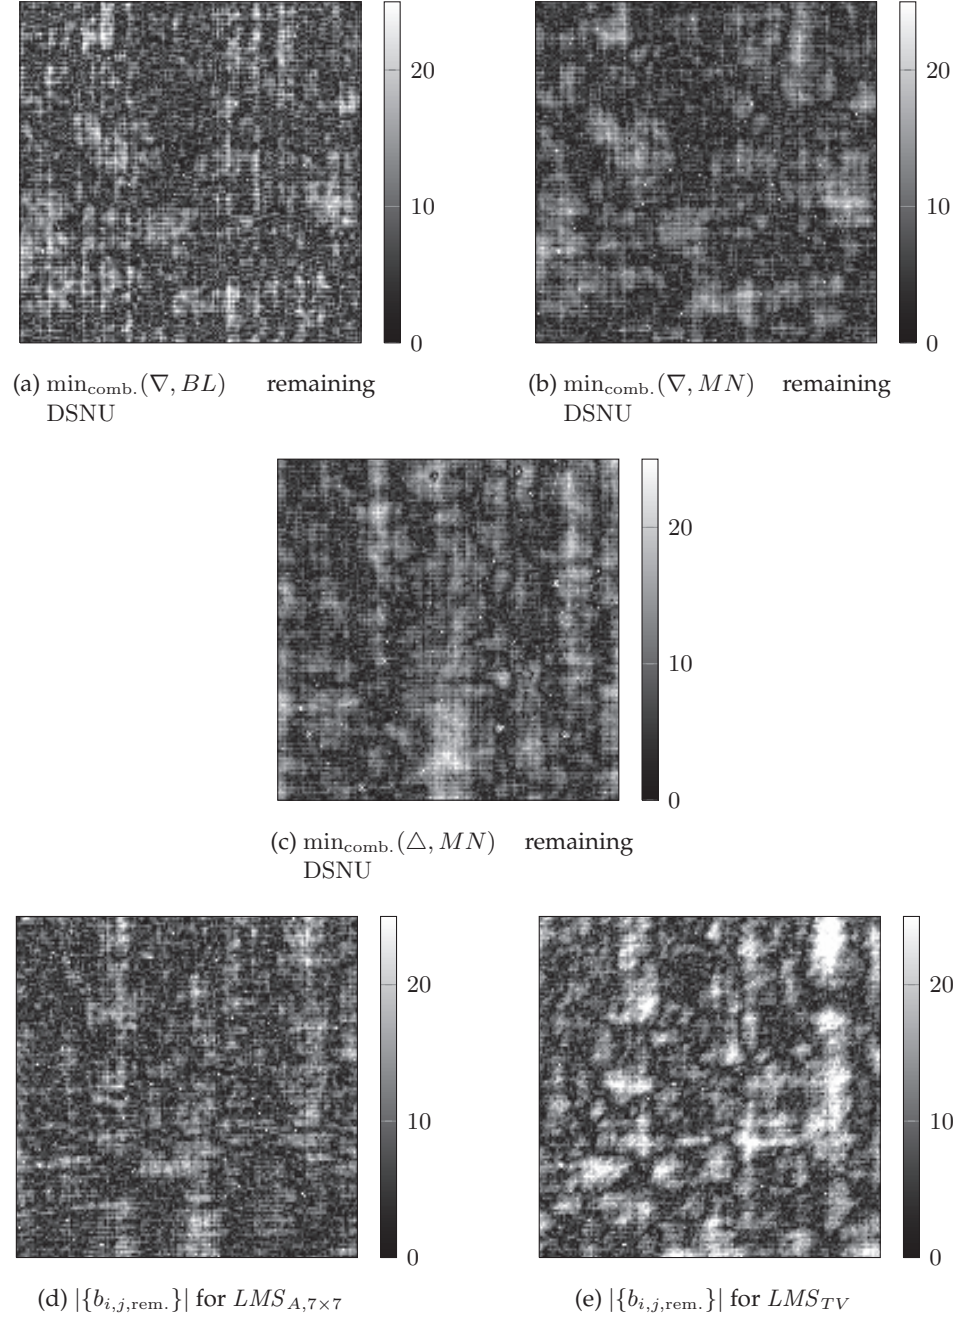 20
10
0
20
10
0
(a) min_comb.(∇, BL) remaining
DSNU
(b) min_comb.(∇, MN) remaining
DSNU
20
10
0
(c) min_comb.(△, MN) remaining
DSNU
20
10
0
20
10
0
(d) |{b_i,j,rem.}| for LMS_A,7×7
(e) |{b_i,j,rem.}| for LMS_TV